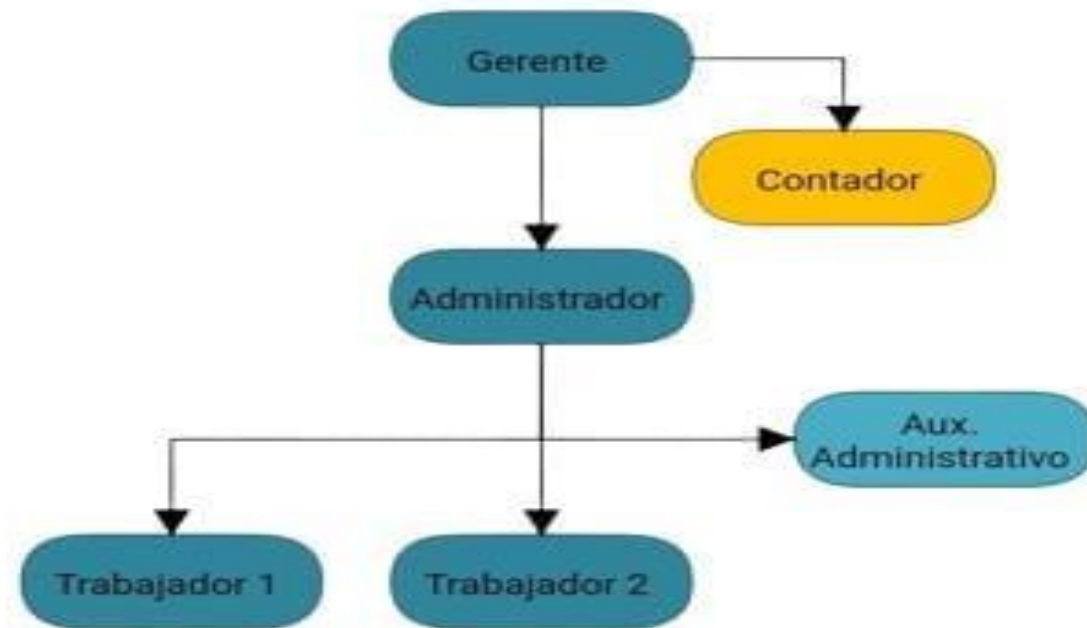 Gerente
Contador
Administrador
Aux.
Administrativo
Trabajador 1
Trabajador 2